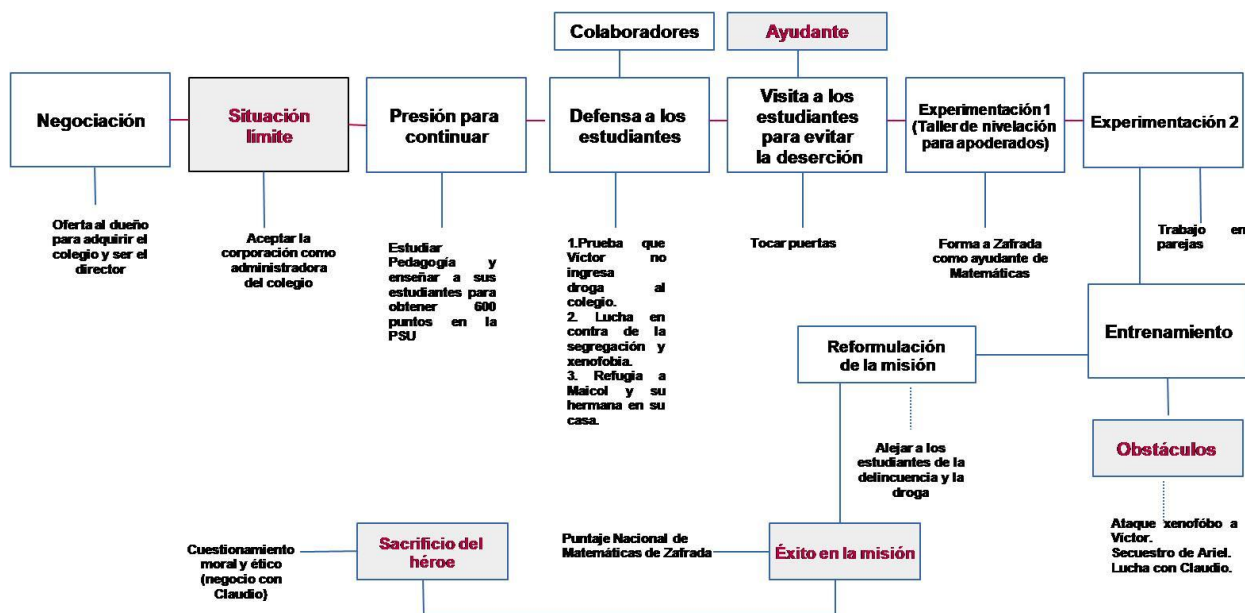 Colaboradores
Ayudante
Negociación
Situación
límite
Presión para
continuar
Defensa a los
estudiantes
Visita a los
estudiantes
para evitar
la deserción
Experimentación 1
(Taller de nivelación
para apoderados)
Experimentación 2
Oferta al dueño
para adquirir el
colegio y ser el
director
Aceptar la
corporación como
administradora
del colegio
Estudiar
Pedagogía y
enseñar a sus
estudiantes para
obtener 600
puntos en la
PSU
1.Prueba que
Víctor no
ingresa
droga al
colegio.
2. Lucha en
contra de la
segregación y
xenofobia.
3. Refugia a
Maicol y su
hermana en su
casa.
Tocar puertas
Forma a Zafrada
como ayudante de
Matemáticas
Trabajo en
parejas
Entrenamiento
Reformulación
de la misión
Alejar a los
estudiantes de la
delincuencia y la
droga
Obstáculos
Ataque xenofóbo a
Víctor.
Secuestro de Ariel.
Lucha con Claudio.
Éxito en la misión
Puntaje Nacional de
Matemáticas de Zafrada
Sacrificio del
héroe
Cuestionamiento
moral y ético
(negocio con
Claudio)